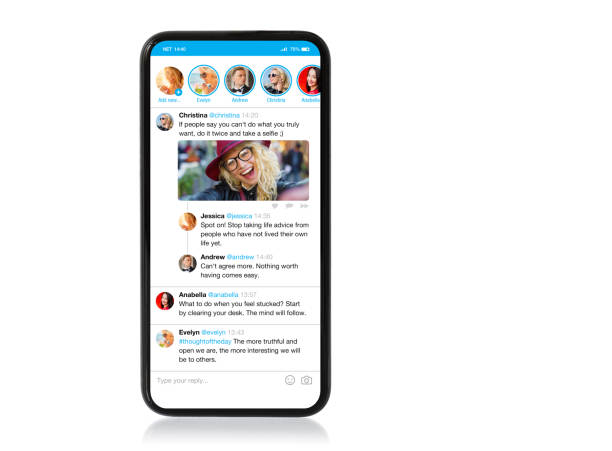 NET 14:40
75%
Add new...
Evelyn
Andrew
Christina
Anabella
Christina @christina 14:20
If people say you can't do what you truly
want, do it twice and take a selfie ;)
Jessica @jessica 14:36
Spot on! Stop taking life advice from
people who have not lived their own
life yet.
Andrew @andrew 14:40
Can't agree more. Nothing worth
having comes easy.
Anabella @anabella 13:57
What to do when you feel stucked? Start
by clearing your desk. The mind will follow.
Evelyn @evelyn 13:43
#thoughtoftheday The more truthful and
open we are, the more interesting we will
be to others.
Type your reply...